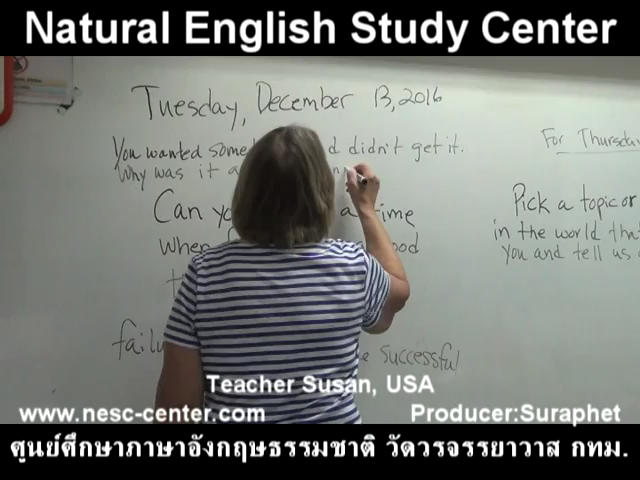 Natural English Study Center
Tuesday, December 13, 2016
You wanted some d didn't get it.
Why was it a
For Thursday
Can yo a time
when ood
Pick a topic or
in the world tha
you and tell us
t
failu e successful
Teacher Susan, USA
www.nesc-center.com Producer:Suraphet
ศูนย์ศึกษาภาษาอังกฤษธรรมชาติ วัดวรจรรยาวาส กทม.